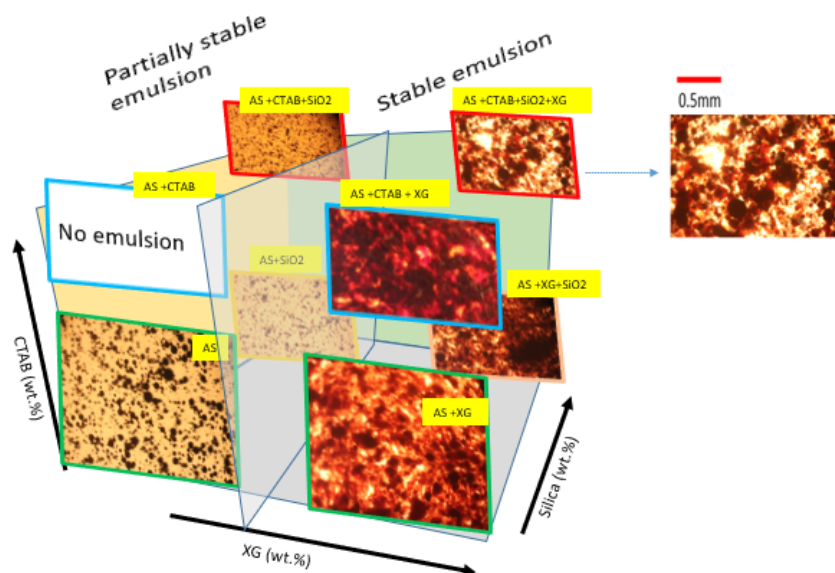 Partially stable
emulsion
Stable emulsion
AS +CTAB+SiO2
AS +CTAB+SiO2+XG
0.5mm
AS +CTAB
AS +CTAB + XG
No emulsion
AS+SiO2
AS +XG+SiO2
AS
AS +XG
CTAB (wt.%)
Silica (wt.%)
XG (wt.%)